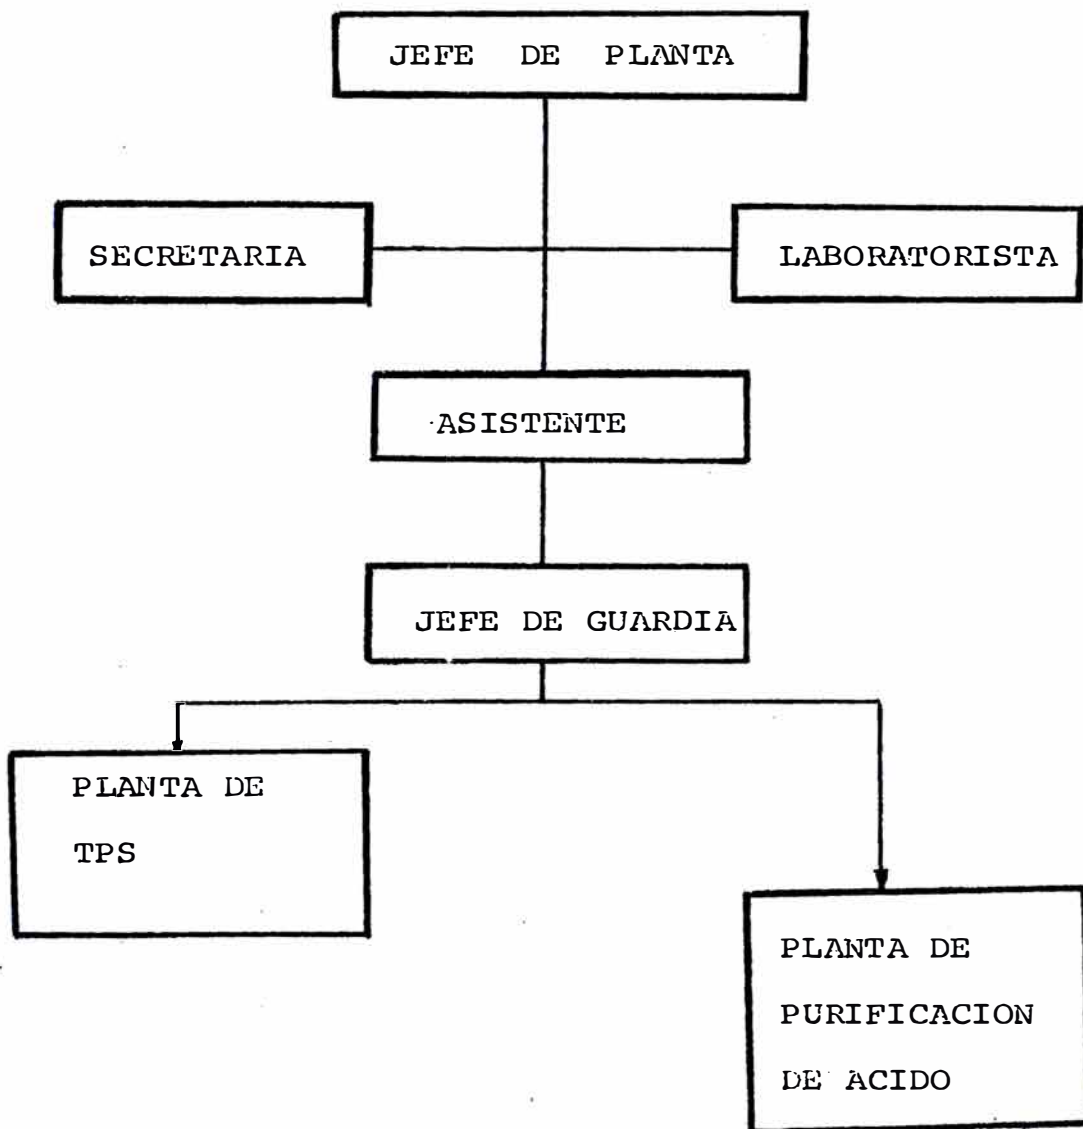 JEFE DE PLANTA
SECRETARIA
LABORATORISTA
ASISTENTE
JEFE DE GUARDIA
PLANTA DE
TPS
PLANTA DE
PURIFICACION
DE ACIDO